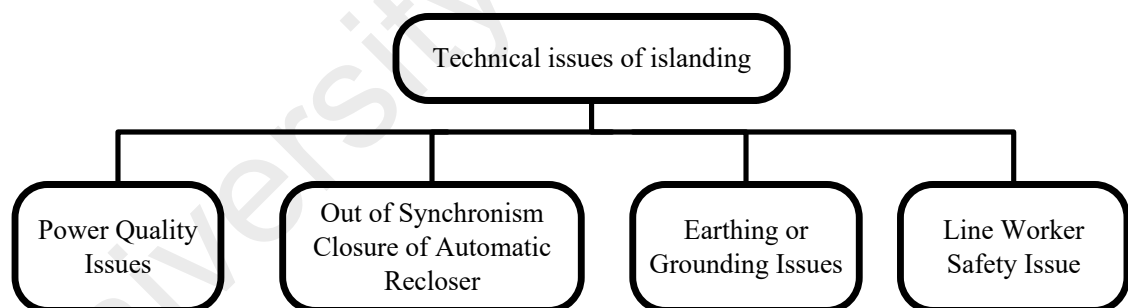 University
Technical issues of islanding
Power Quality
Issues
Out of Synchronism
Closure of Automatic
Recloser
Earthing or
Grounding Issues
Line Worker
Safety Issue